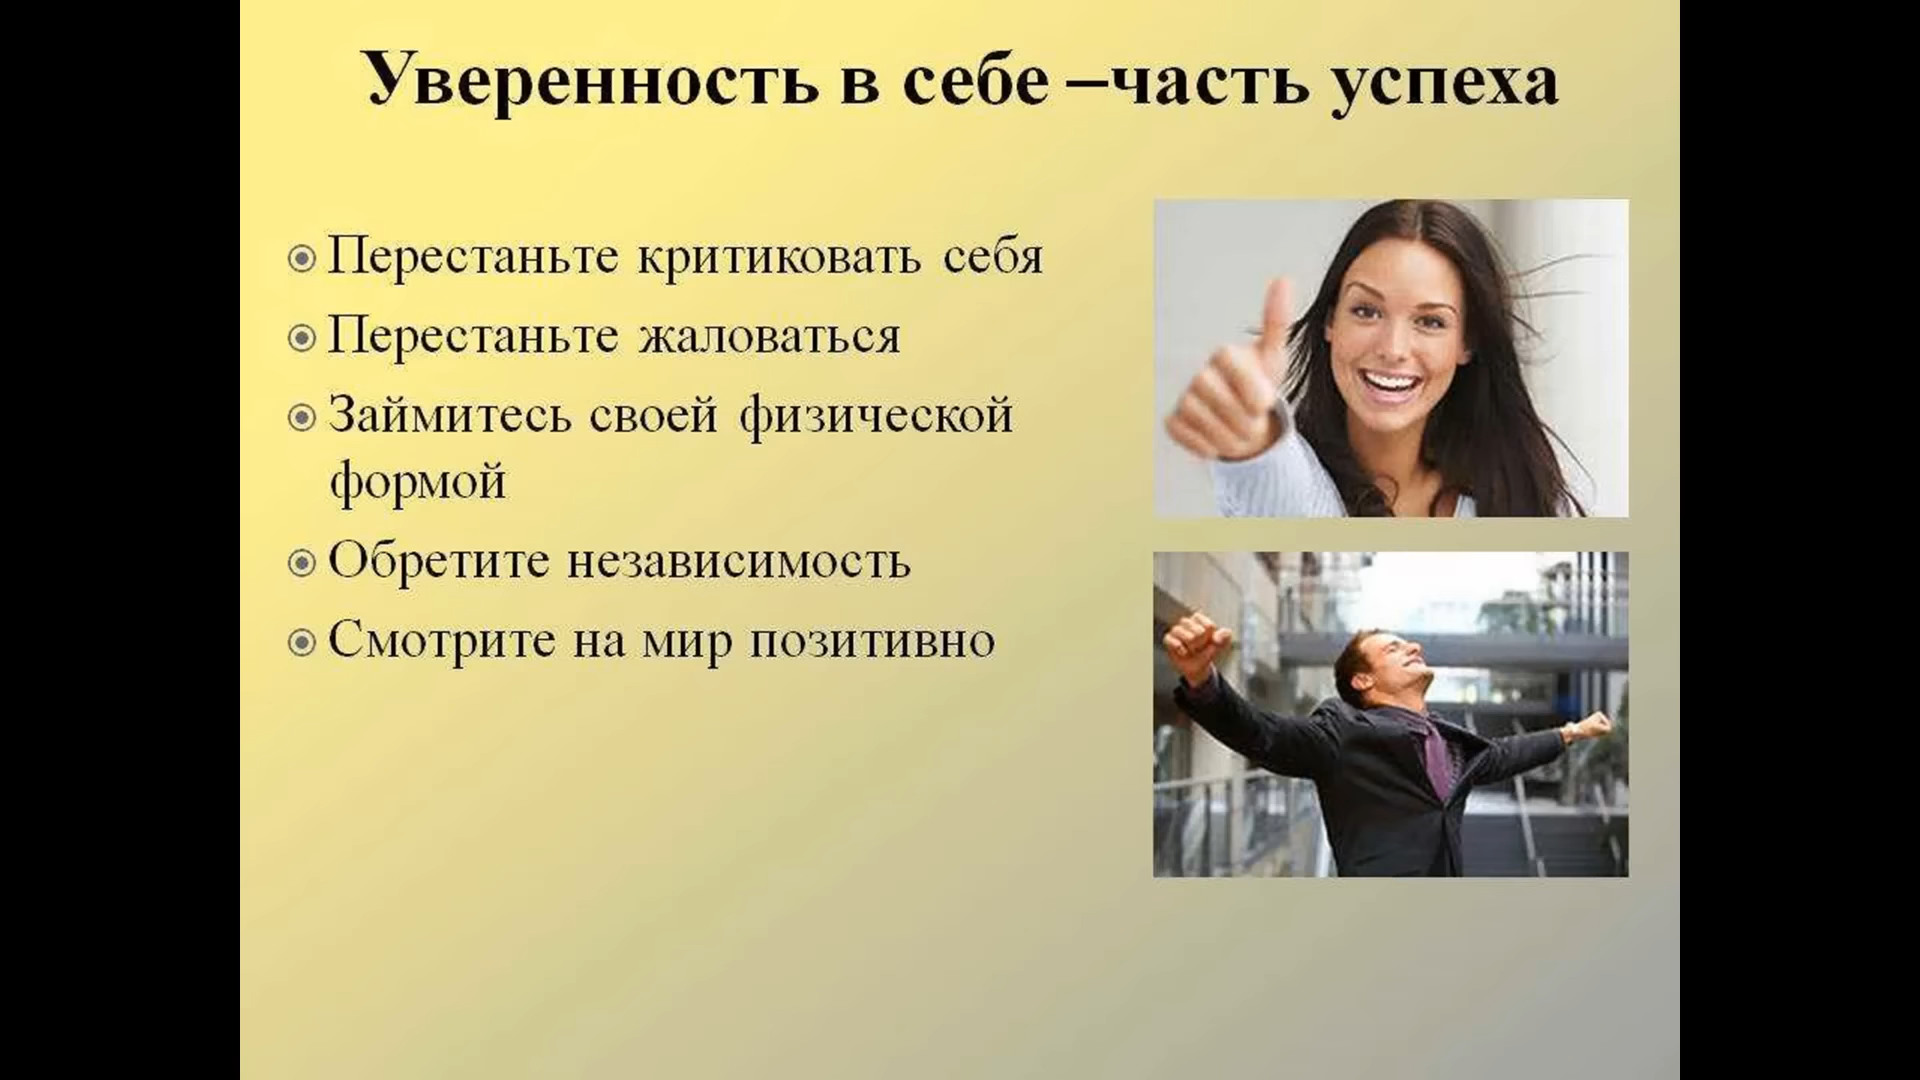 Уверенность в себе –часть успеха
Перестаньте критиковать себя
Перестаньте жаловаться
Займитесь своей физической
формой
Обретите независимость
Смотрите на мир позитивно